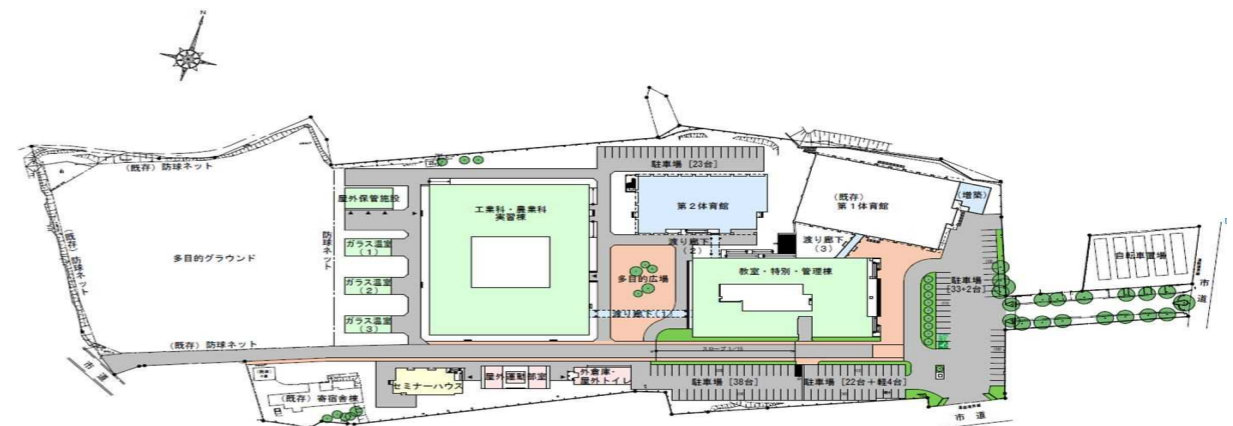 N
(既存)防球ネット
駐車場 [23台]
屋外保管施設
工業科・農業科
実習棟
第2体育館
(既存)
第1体育館
(増築)
(既存)防球ネット
防球ネット
ガラス温室
(1)
渡り廊下
(2)
渡り廊下
(3)
自転車置場
市道
多目的グラウンド
多目的広場
教室・特別・管理棟
駐車場
[33+2台]
ガラス温室
(2)
渡り廊下(1)
ガラス温室
(3)
(既存)防球ネット
スロープ 1/15
市道
セミナーハウス
屋外運動部室
外倉庫・
屋外トイレ
駐車場 [38台]
駐車場 [22台+軽4台]
(既存)寄宿舎棟
市道